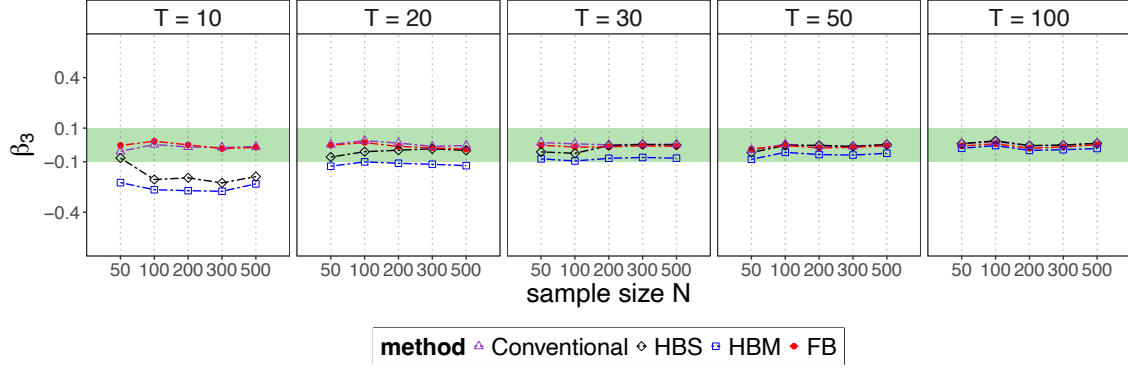 T = 10 T = 20 T = 30 T = 50 T = 100
0.4
0.1
−0.1
−0.4
β3
50 100 200 300 500 50 100 200 300 500 50 100 200 300 500 50 100 200 300 500 50 100 200 300 500
sample size N
method Conventional HBS HBM FB